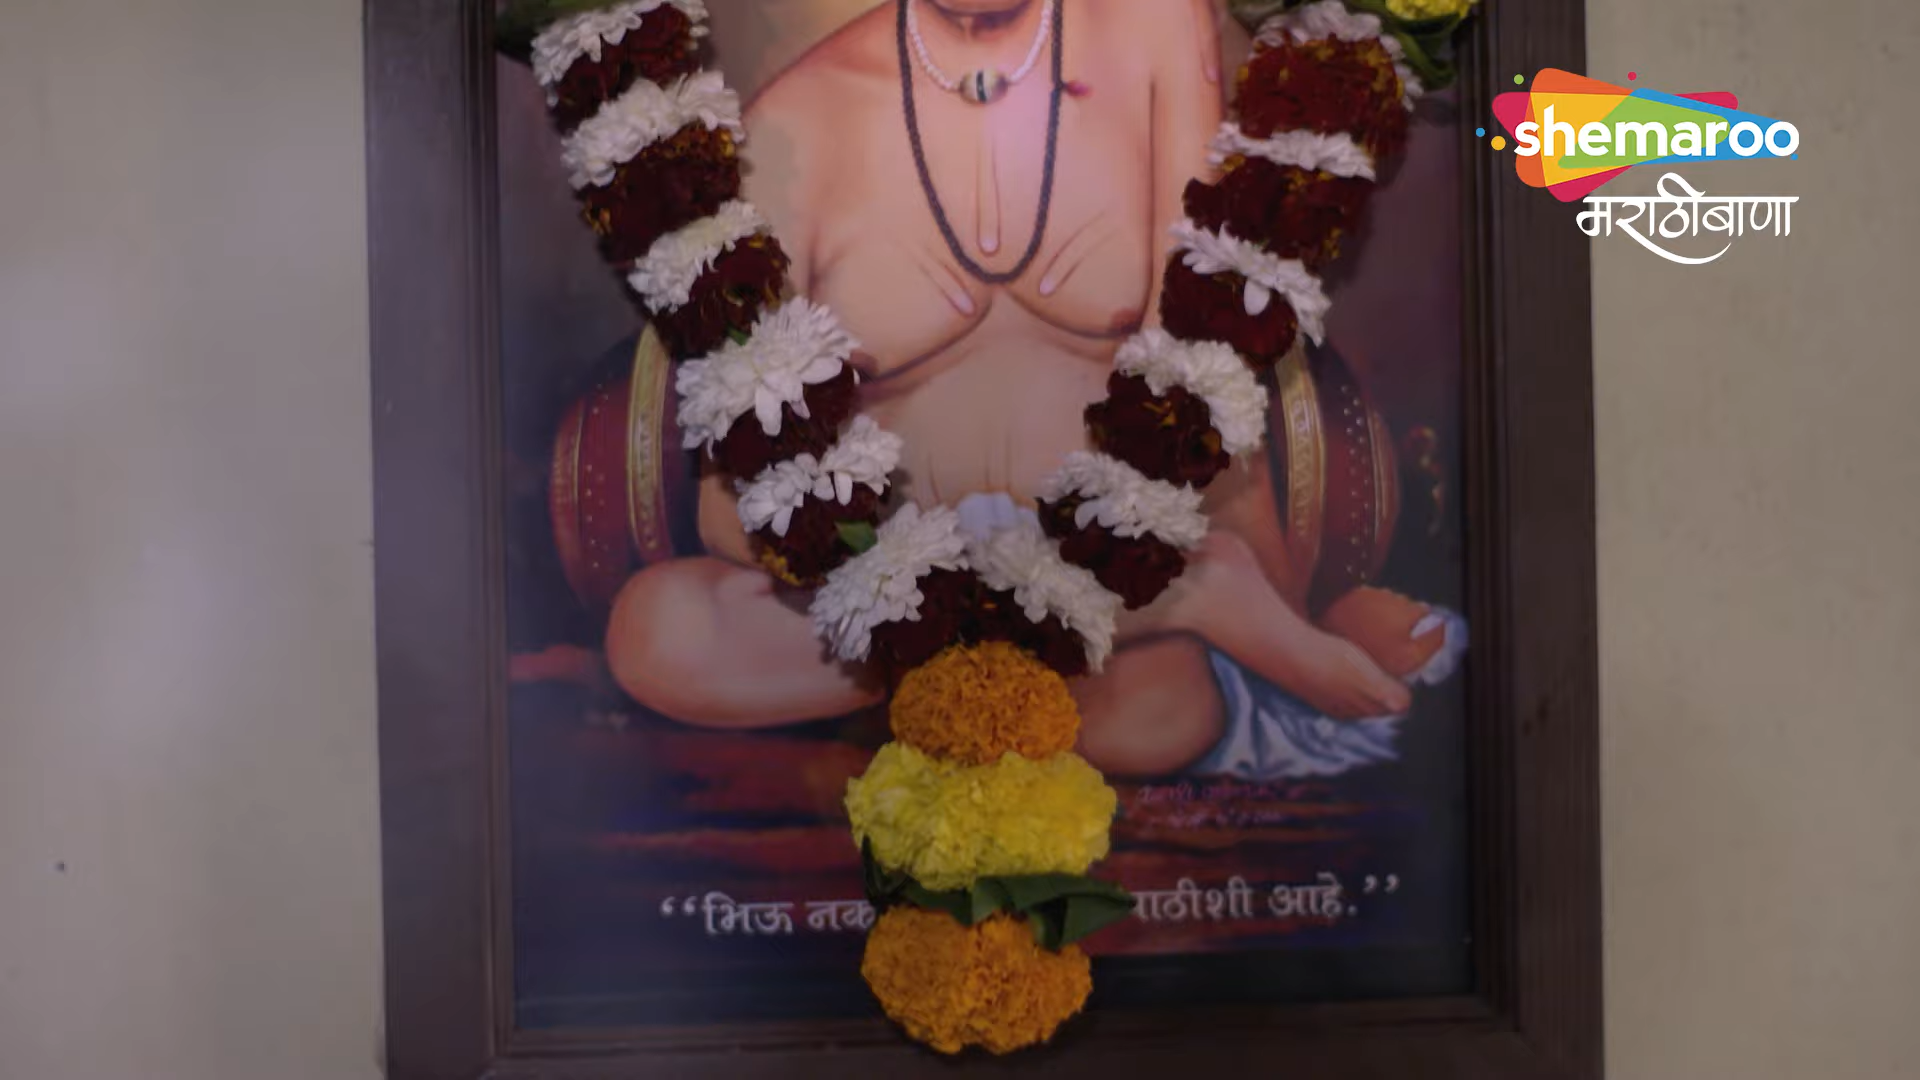 shemaroo
मराठीबाणा
“भिऊ नक पाठीशी आहे.”